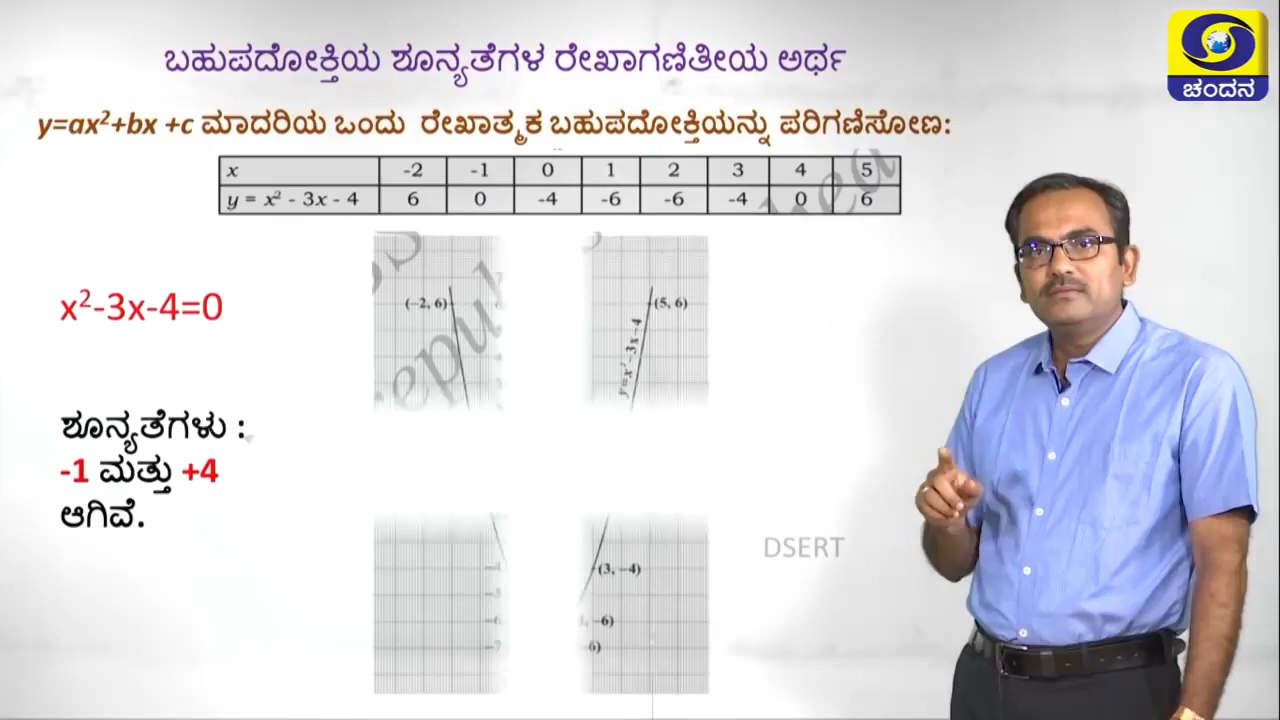 ಬಹುಪದೋಕ್ತಿಯ ಶೂನ್ಯತೆಗಳ ರೇಖಾಗಣಿತೀಯ ಅರ್ಥ
ಚಂದನ
y=ax²+bx +c ಮಾದರಿಯ ಒಂದು ರೇಖಾತ್ಮಕ ಬಹುಪದೋಕ್ತಿಯನ್ನು ಪರಿಗಣಿಸೋಣ:
x -2 -1 0 1 2 3 4 5
y = x² - 3x - 4 6 0 -4 -6 -6 -4 0 6
x²-3x-4=0
(−2, 6)
(5, 6)
y=x²−3x−4
ಶೂನ್ಯತೆಗಳು :
-1 ಮತ್ತು +4
ಆಗಿವೆ.
DSERT
(3, −4)